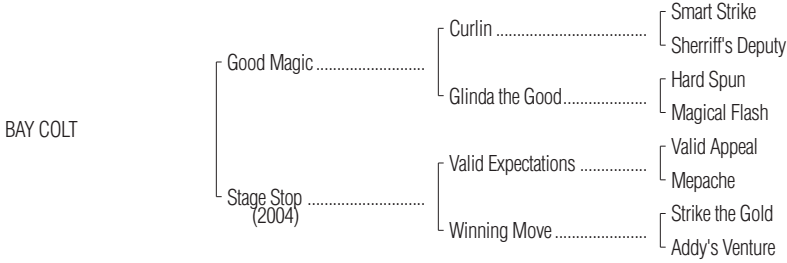 Smart Strike
Curlin ....................................
Sherriff's Deputy
Good Magic ..........................
Hard Spun
Glinda the Good....................
Magical Flash
BAY COLT
Valid Appeal
Valid Expectations ................
Mepache
Stage Stop ............................
(2004)
Strike the Gold
Winning Move ......................
Addy's Venture